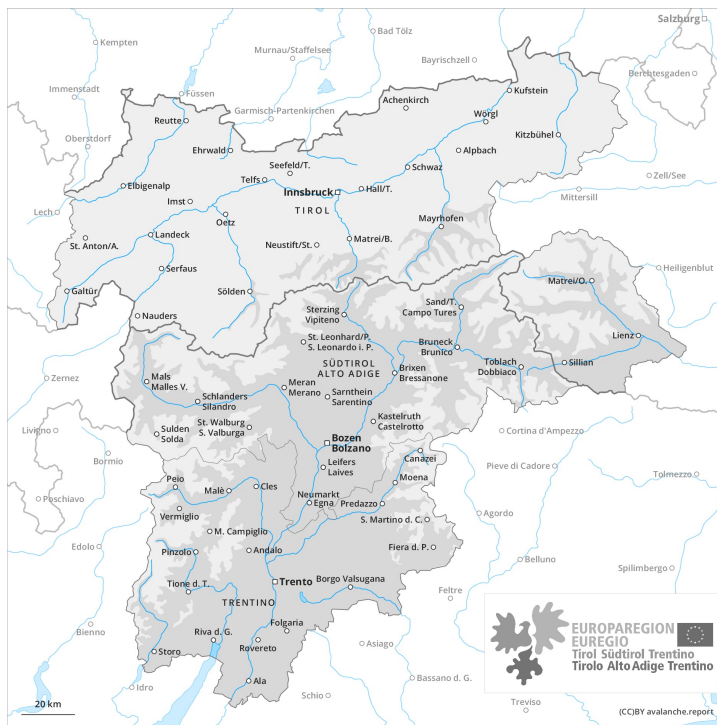 Salzburg
Kempten
Bad Tölz
Murnau/Staffelsee
Bayrischzell
Berchtesgaden
Immenstadt
Füssen
Garmisch-Partenkirchen
Achenkirch
Kufstein
Reutte
Wörgl
Oberstdorf
Kitzbühel
Ehrwald
Alpbach
Seefeld/T.
Schwaz
Zell/See
Telfs
Elbigenalp
Innsbruck
Hall/T.
Mittersill
Imst
TIROL
Lech
Oetz
Mayrhofen
Landeck
St. Anton/A.
Neustift/St.
Matrei/B.
Serfaus
Heiligenblut
Matrei/O.
Galtür
Sölden
Sand/T.
Campo Tures
Nauders
Sterzing
Vipiteno
St. Leonhard/P.
S. Leonardo i. P.
Lienz
Bruneck
Brunico
SÜDTIROL
ALTO ADIGE
Toblach
Dobbiaco
Sillian
Brixen
Bressanone
Zernez
Mals
Malles V.
Meran
Merano
Sarnthein
Sarentino
Schlanders
Silandro
Kastelruth
Castelrotto
St. Walburg
S. Valburga
Livigno
Sulden
Solda
Cortina d'Ampezzo
Bozen
Bolzano
Bormio
Canazei
Leifers
Laives
Pieve di Cadore
Tolmezzo
Peio
Moena
Malè
Cles
Poschiavo
Neumarkt
Egna
Predazzo
Vermiglio
Agordo
S. Martino d. C.
M. Campiglio
Edolo
Pinzolo
Andalo
Fiera d. P.
Belluno
Spilimbergo
Tione d. T.
Trento
Borgo Valsugana
Feltre
TRENTINO
Bienno
Folgaria
Riva d. G.
Rovereto
Asiago
Storo
Ala
Idro
Bassano d. G.
Schio
Treviso
EUROPAREGION
EUREGIO
Tirol Südtirol Trentino
Tirolo Alto Adige Trentino
20 km
(CC)BY avalanche.report